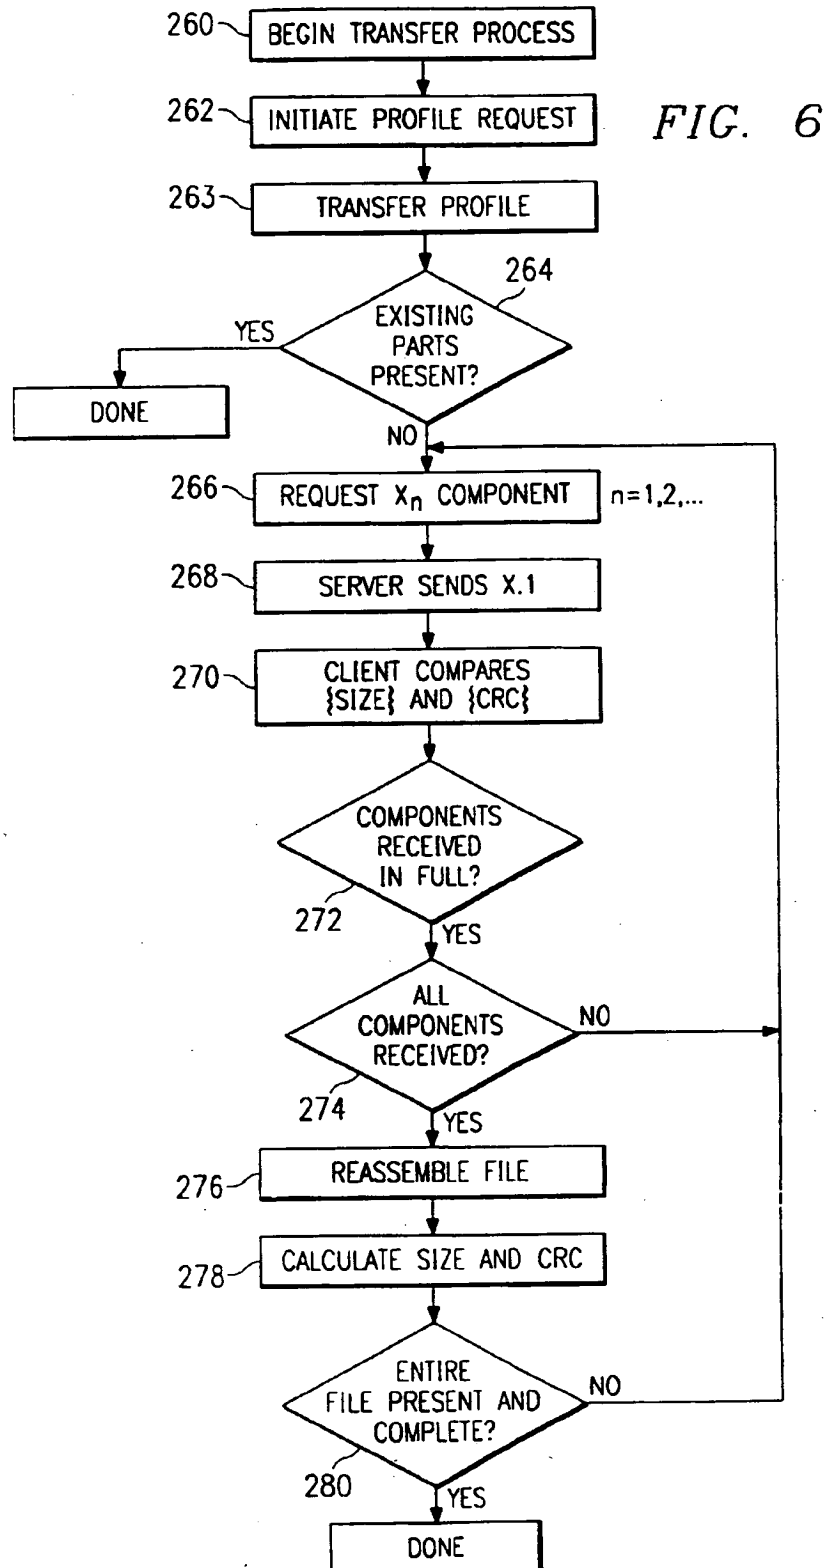 260
BEGIN TRANSFER PROCESS
262
INITIATE PROFILE REQUEST
FIG. 6
263
TRANSFER PROFILE
264
EXISTING
PARTS
PRESENT?
YES
DONE
NO
266
REQUEST Xn COMPONENT
n=1,2,...
268
SERVER SENDS X.1
270
CLIENT COMPARES
{SIZE} AND {CRC}
COMPONENTS
RECEIVED
IN FULL?
272
YES
ALL
COMPONENTS
RECEIVED?
NO
274
YES
276
REASSEMBLE FILE
278
CALCULATE SIZE AND CRC
ENTIRE
FILE PRESENT AND
COMPLETE?
NO
280
YES
DONE